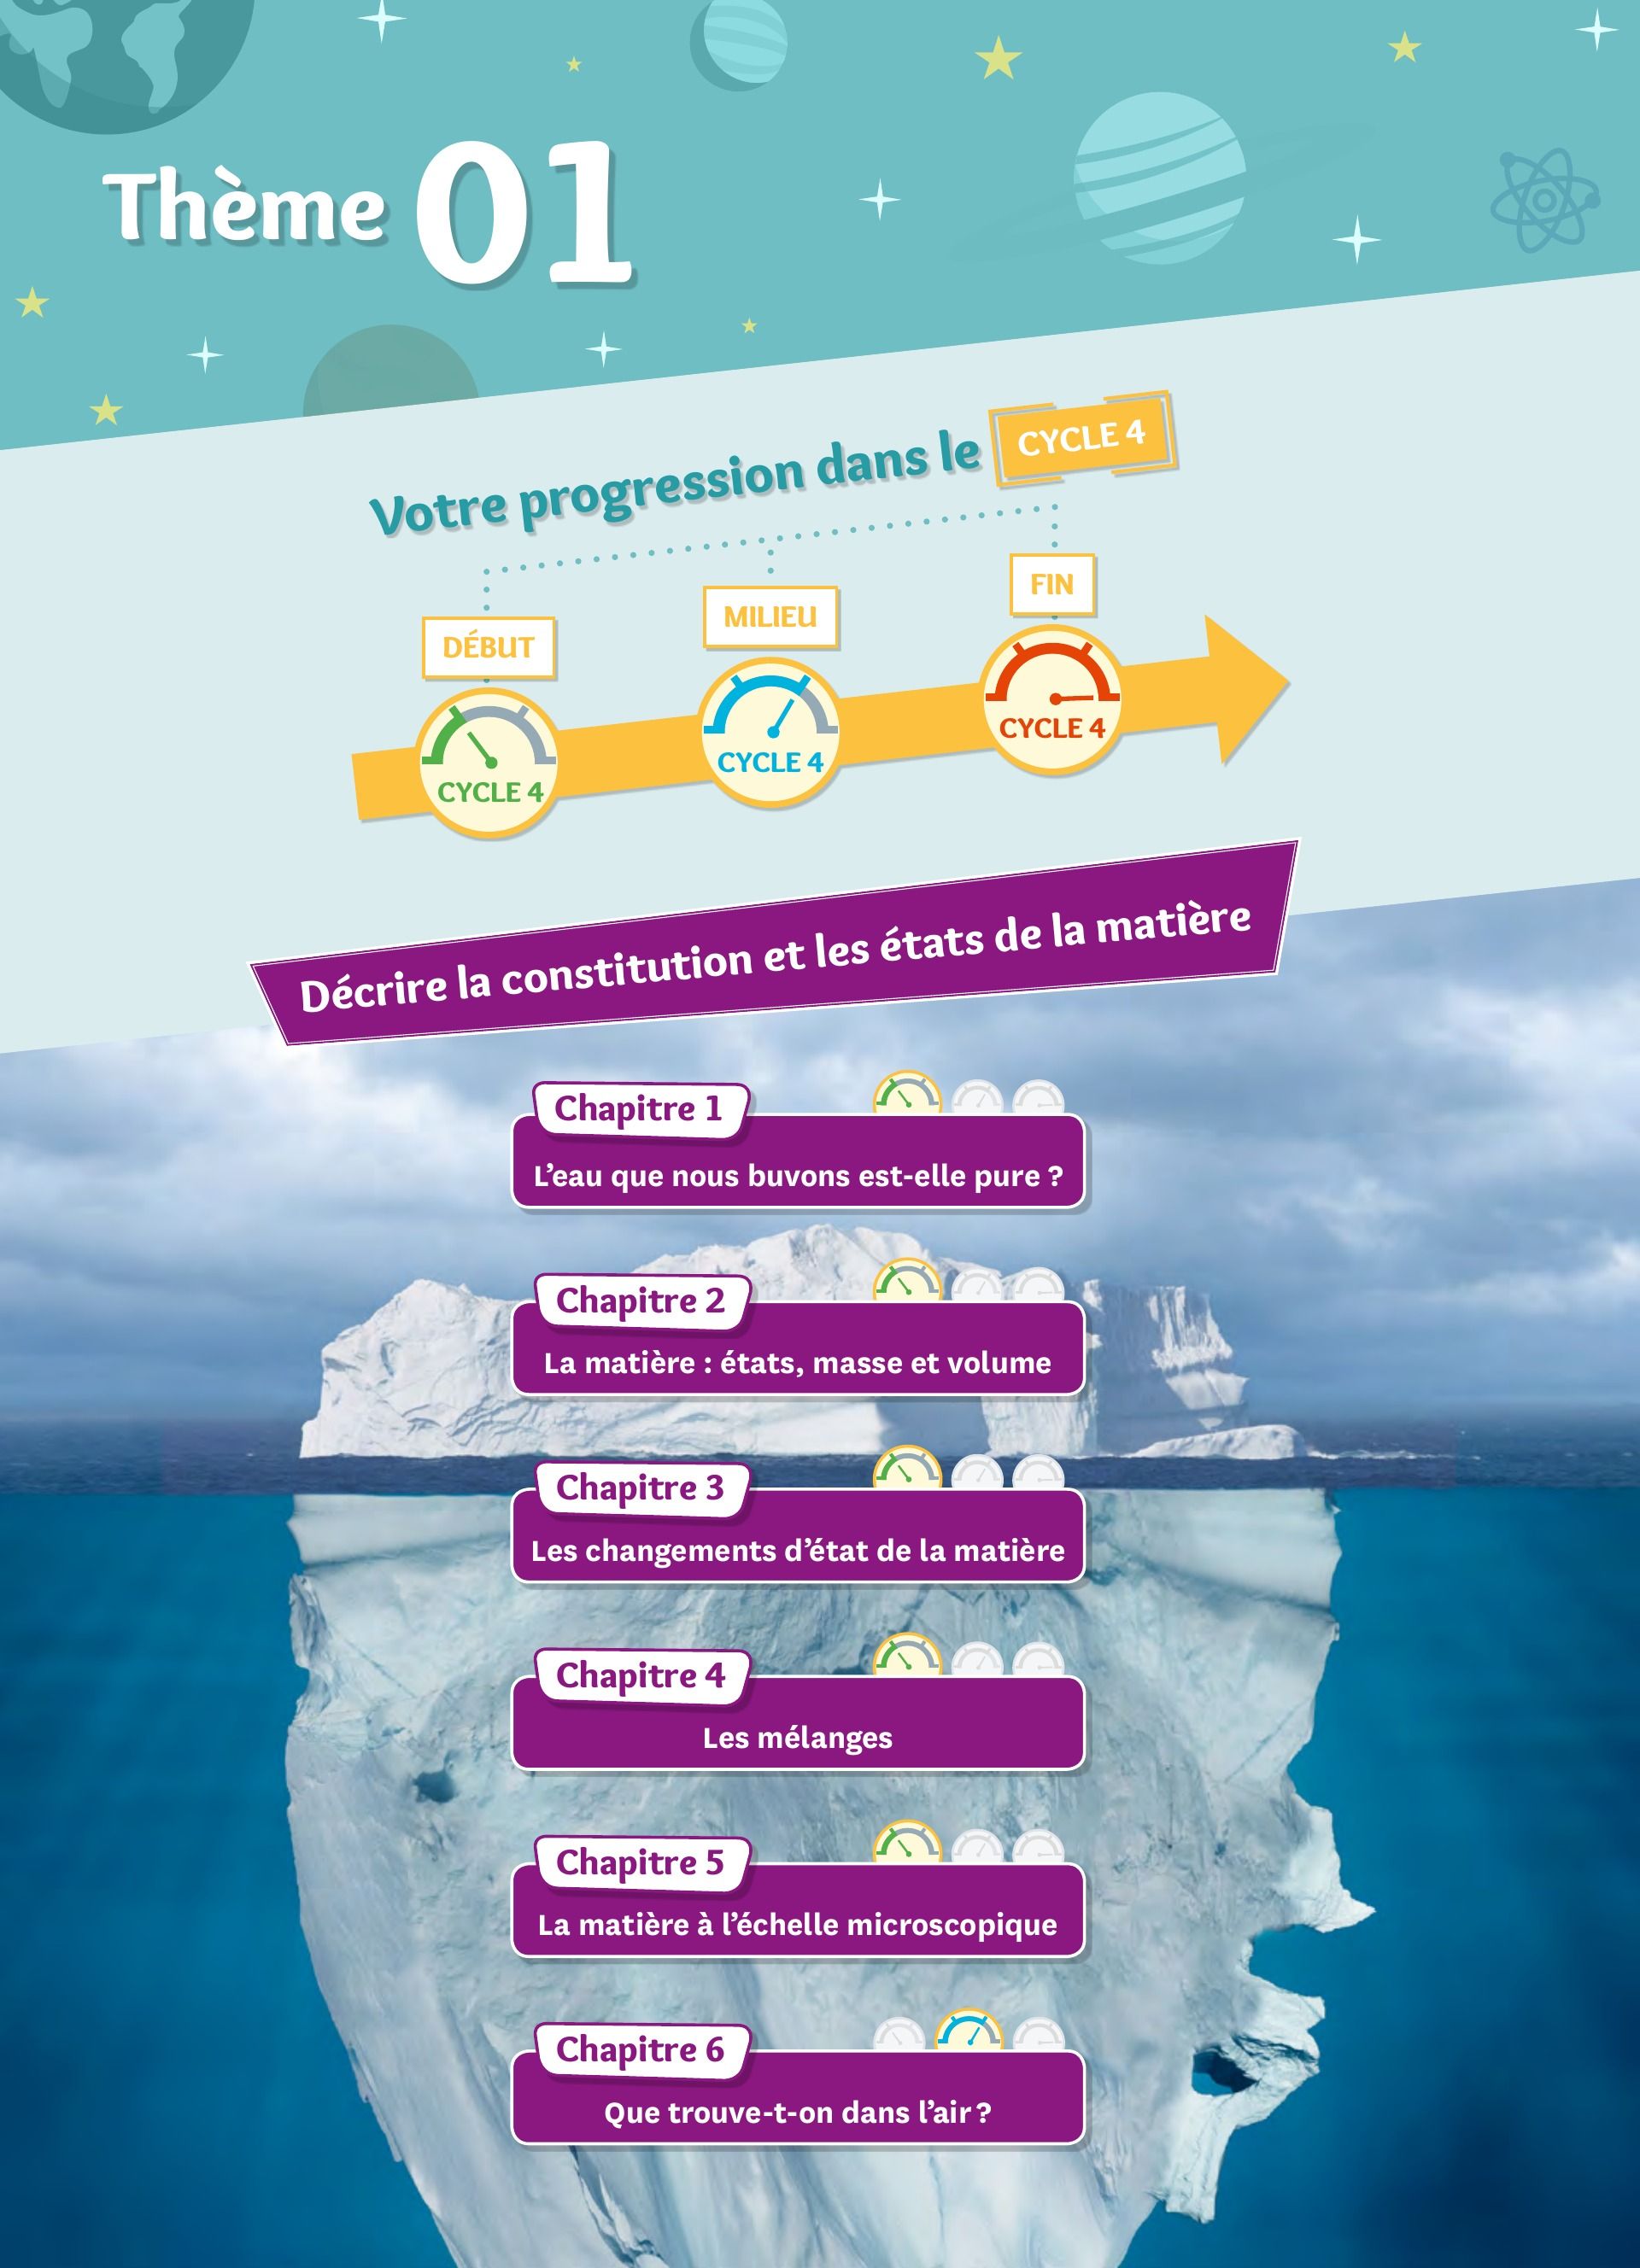 Thème 01
Votre progression dans le CYCLE 4
DÉBUT
MILIEU
FIN
CYCLE 4
CYCLE 4
CYCLE 4
Décrire la constitution et les états de la matière
Chapitre 1
L’eau que nous buvons est-elle pure ?
Chapitre 2
La matière : états, masse et volume
Chapitre 3
Les changements d’état de la matière
Chapitre 4
Les mélanges
Chapitre 5
La matière à l’échelle microscopique
Chapitre 6
Que trouve-t-on dans l’air ?